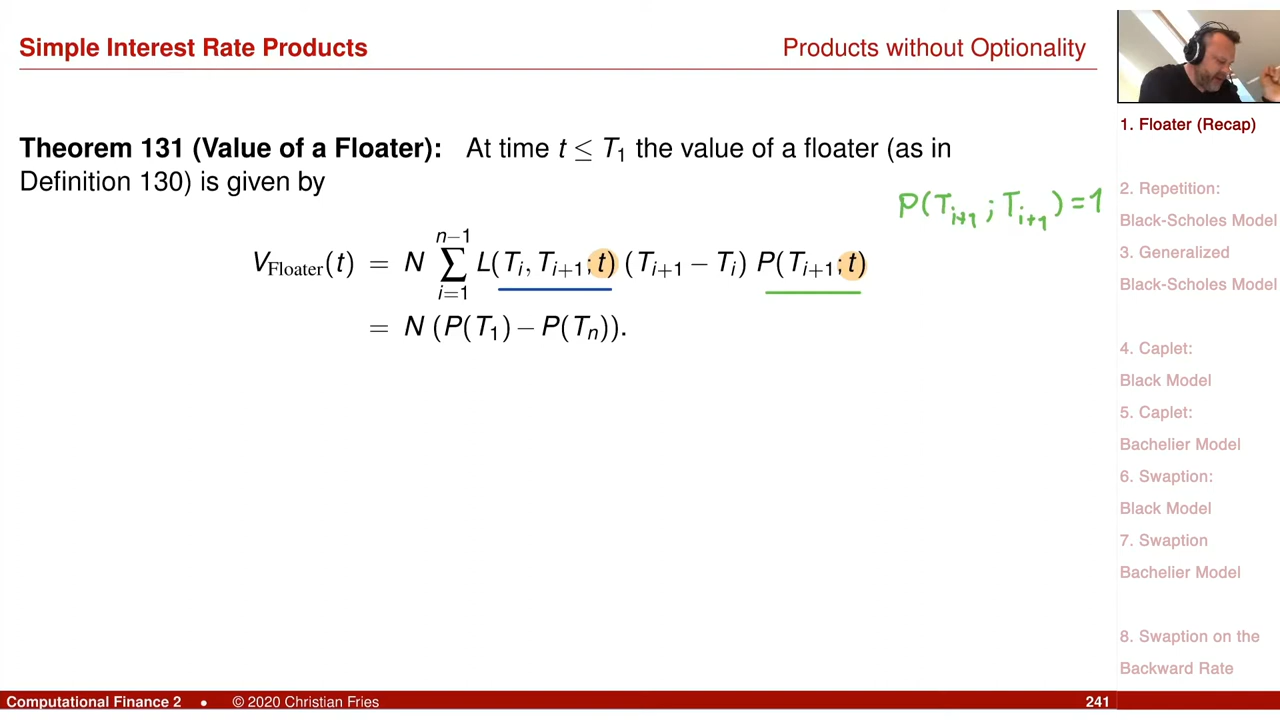 Simple Interest Rate Products
Products without Optionality
Theorem 131 (Value of a Floater): At time t ≤ T₁ the value of a floater (as in
Definition 130) is given by
P(Tᵢ₊₁; Tᵢ₊₁) = 1
V_Floater(t) = N ∑_{i=1}^{n−1} L(Tᵢ, Tᵢ₊₁; t) (Tᵢ₊₁ − Tᵢ) P(Tᵢ₊₁; t)
= N (P(T₁) − P(Tₙ)).
1. Floater (Recap)
2. Repetition:
Black-Scholes Model
3. Generalized
Black-Scholes Model
4. Caplet:
Black Model
5. Caplet:
Bachelier Model
6. Swaption:
Black Model
7. Swaption
Bachelier Model
8. Swaption on the
Backward Rate
Computational Finance 2 • © 2020 Christian Fries 241